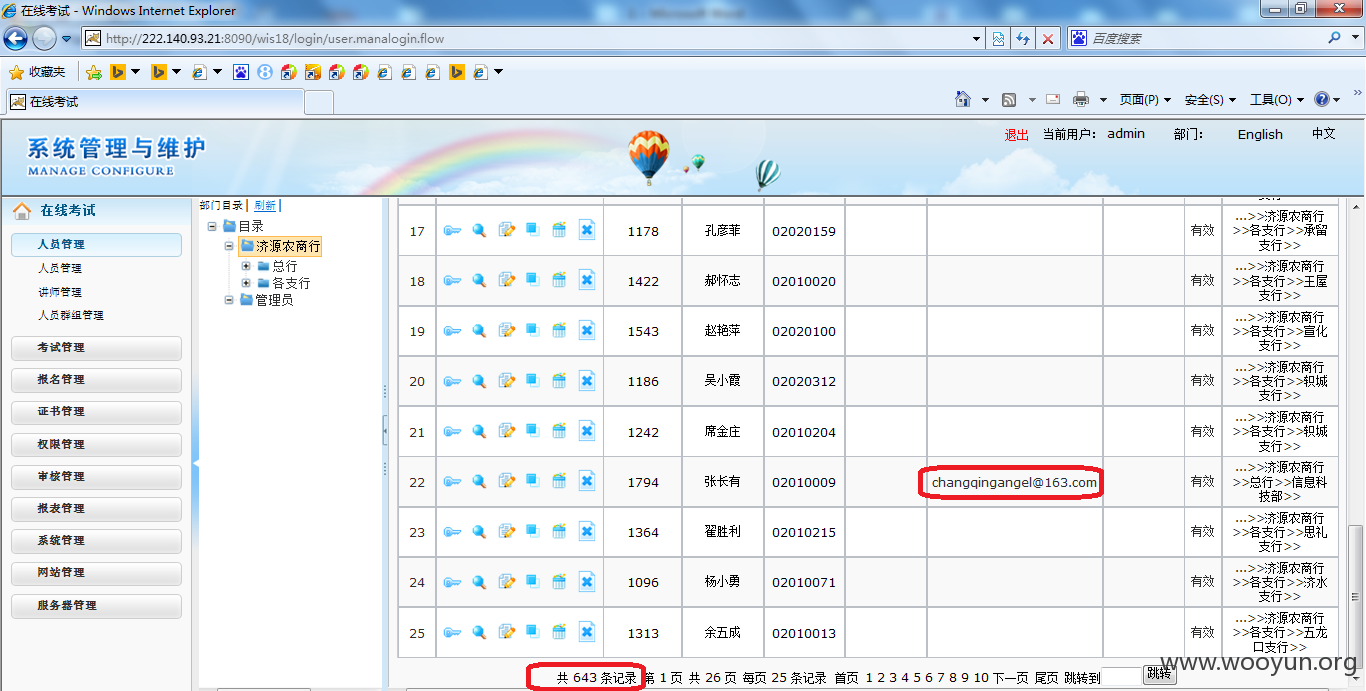 在线考试 - Windows Internet Explorer
http://222.140.93.21:8090/wis18/login/user.manalogin.flow
百度搜索
收藏夹
在线考试
页面(P)
安全(S)
工具(O)
系统管理与维护
MANAGE CONFIGURE
退出 当前用户: admin 部门: English 中文
在线考试
人员管理
人员管理
讲师管理
人员群组管理
考试管理
报名管理
证书管理
权限管理
审核管理
报表管理
系统管理
网站管理
服务器管理
部门目录| 刷新|
目录
济源农商行
总行
各支行
管理员
支行>>
17 1178 孔彦菲 02020159 有效 ...>>济源农商行
>>各支行>>承留
支行>>
18 1422 郝怀志 02010020 有效 ...>>济源农商行
>>各支行>>王屋
支行>>
19 1543 赵艳萍 02020100 有效 ...>>济源农商行
>>各支行>>宣化
支行>>
20 1186 吴小霞 02020312 有效 ...>>济源农商行
>>各支行>>轵城
支行>>
21 1242 席金庄 02010204 有效 ...>>济源农商行
>>各支行>>轵城
支行>>
22 1794 张长有 02010009 changqingangel@163.com 有效 ...>>济源农商行
>>总行>>信息科
技部>>
23 1364 翟胜利 02010215 有效 ...>>济源农商行
>>各支行>>思礼
支行>>
24 1096 杨小勇 02010071 有效 ...>>济源农商行
>>各支行>>济水
支行>>
25 1313 余五成 02010013 有效 ...>>济源农商行
>>各支行>>五龙
口支行>>
共 643 条记录 第 1 页 共 26 页 每页 25 条记录 首页 1 2 3 4 5 6 7 8 9 10 下一页 尾页 跳转到 跳转
www.wooyun.org